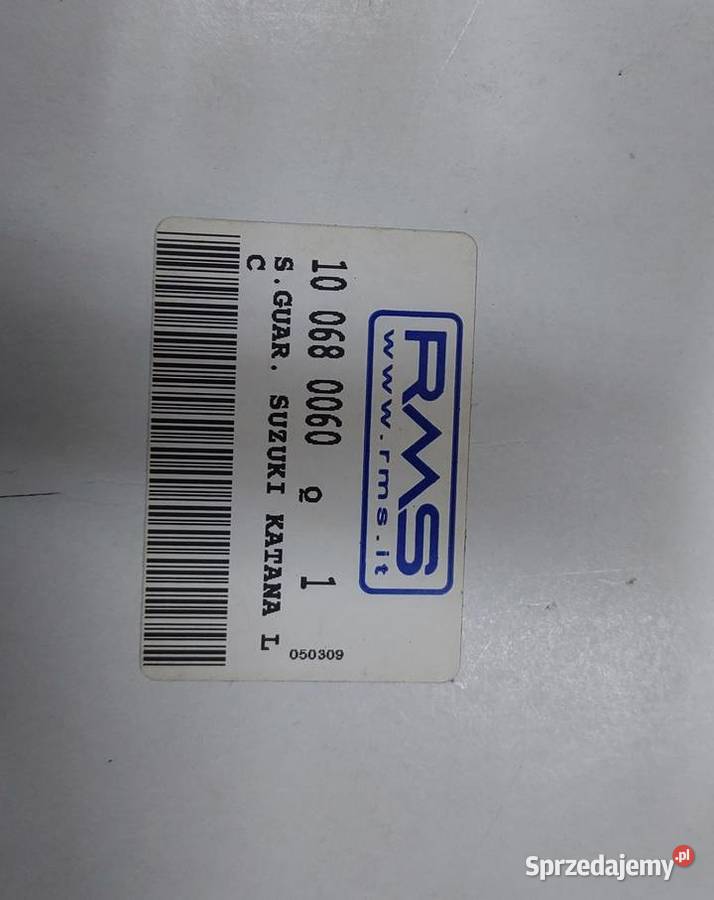 RMS
www.rms.it
10 068 0060 Q 1
S.GUAR. SUZUKI KATANA L
C
050309
Sprzedajemy.pl